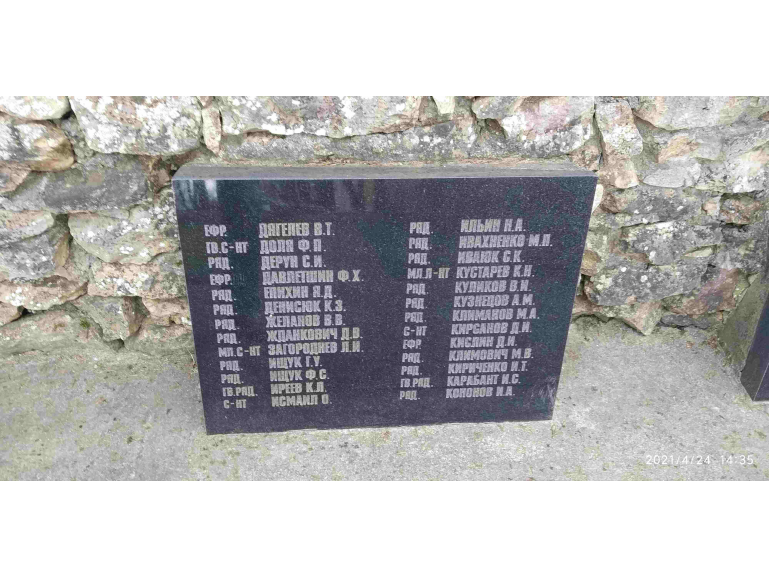 ЕФР. ДЯГЕЛЕВ В.Т.
ГВ.С-НТ ДОЛЯ Ф.П.
РЯД. ДЕРУН С.И.
ЕФР. ДАВЛЕТШИН Ф.Х.
РЯД. ЕПИХИН Я.Д.
РЯД. ДЕНИСЮК К.З.
РЯД. ЖЕПАНОВ В.В.
РЯД. ЖДАНКОВИЧ Д.В.
МЛ.С-НТ ЗАГОРОДНЕВ Л.И.
РЯД. ИЩУК Г.У.
РЯД. ИЩУК Ф.С.
ГВ.РЯД. ИРЕЕВ К.Л.
С-НТ ИСМАИЛ О.
РЯД. ИЛЬИН Н.А.
РЯД. ИВАХНЕНКО М.П.
РЯД. ИВАЮК С.К.
МЛ.Л-НТ КУСТАРЕВ К.Н.
РЯД. КУЛИКОВ В.И.
РЯД. КУЗНЕЦОВ А.М.
РЯД. КЛИМАНОВ М.А.
С-НТ КИРСАНОВ Д.И.
ЕФР. КИСЛИН Д.И.
РЯД. КЛИМОВИЧ М.В.
РЯД. КИРИЧЕНКО И.Т.
ГВ.РЯД. КАРАБАНТ И.С.
РЯД. КОНОНОВ И.А.
2021/4/24 14:35